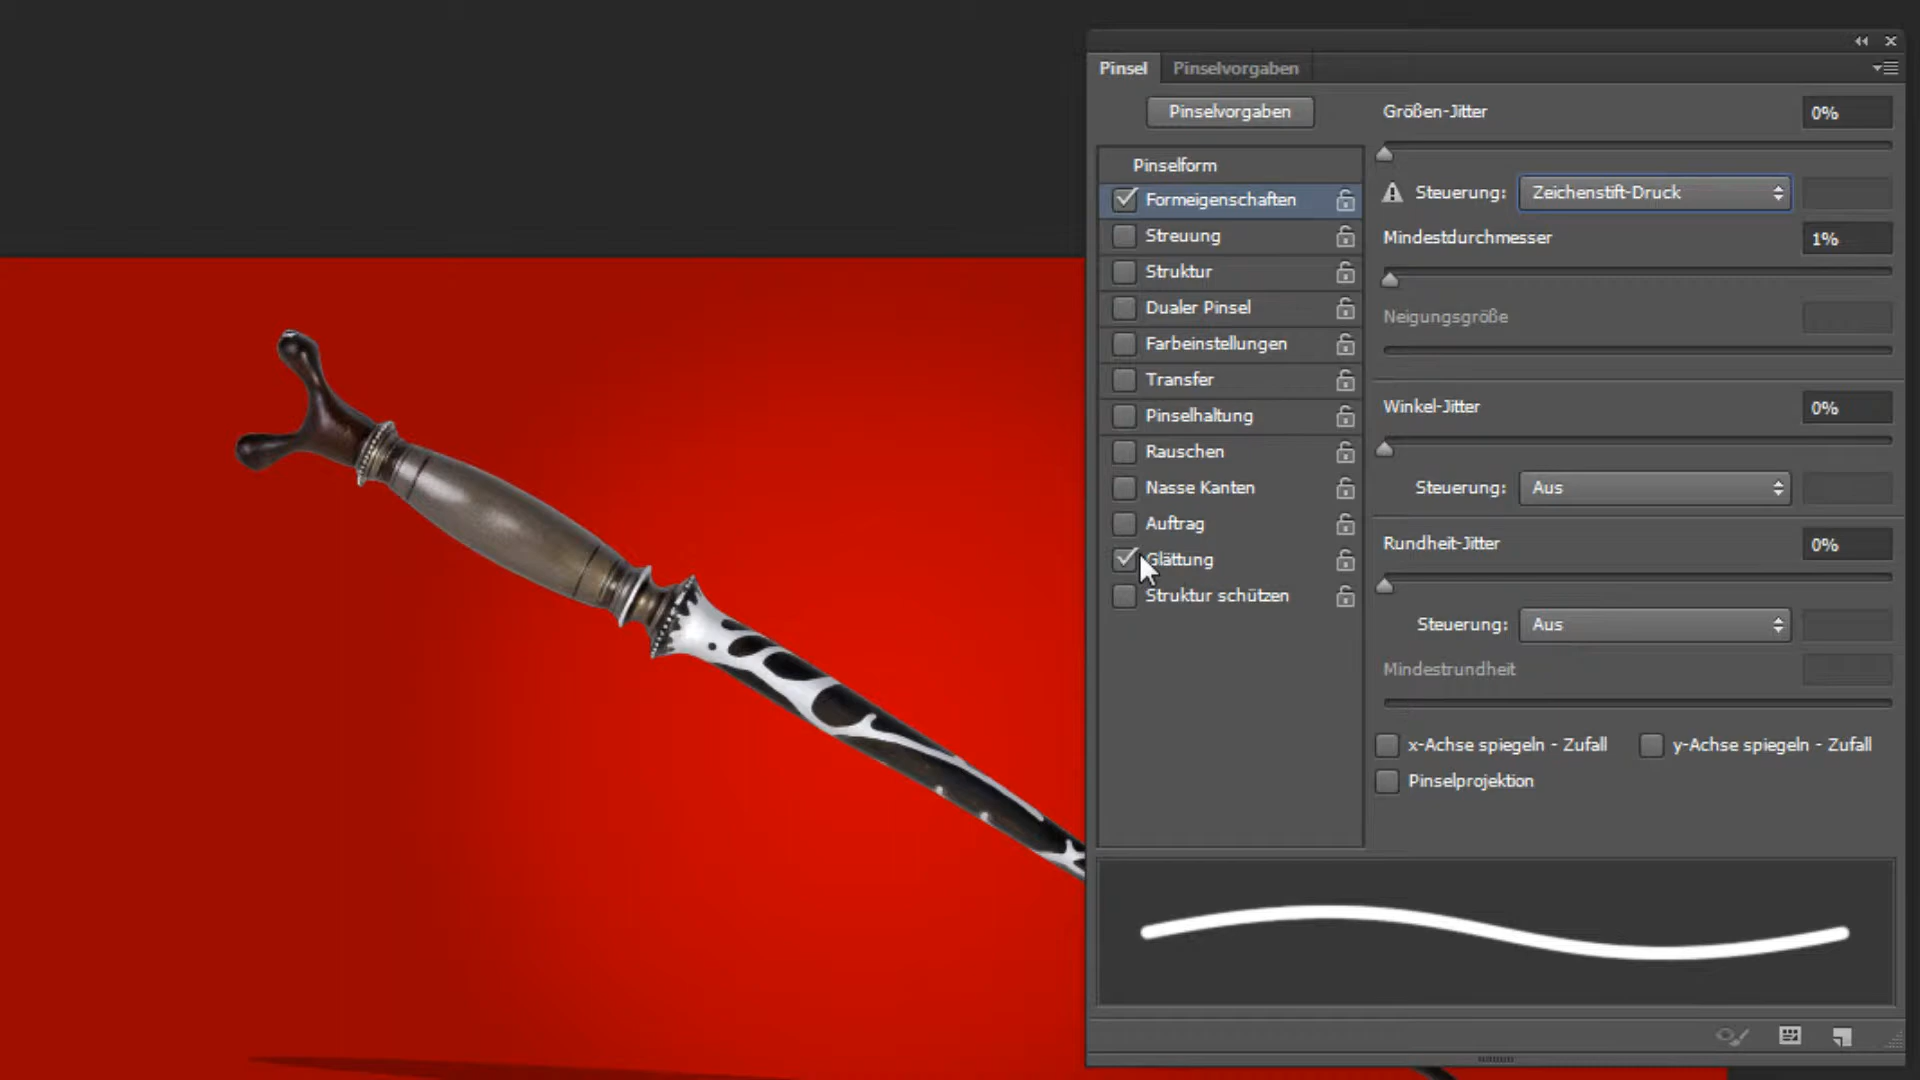 Pinsel Pinselvorgaben
Pinselvorgaben
Pinselform
Formeigenschaften
Streuung
Struktur
Dualer Pinsel
Farbeinstellungen
Transfer
Pinselhaltung
Rauschen
Nasse Kanten
Auftrag
Glättung
Struktur schützen
Größen-Jitter 0%
Steuerung: Zeichenstift-Druck
Mindestdurchmesser 1%
Neigungsgröße
Winkel-Jitter 0%
Steuerung: Aus
Rundheit-Jitter 0%
Steuerung: Aus
Mindestrundheit
x-Achse spiegeln - Zufall y-Achse spiegeln - Zufall
Pinselprojektion